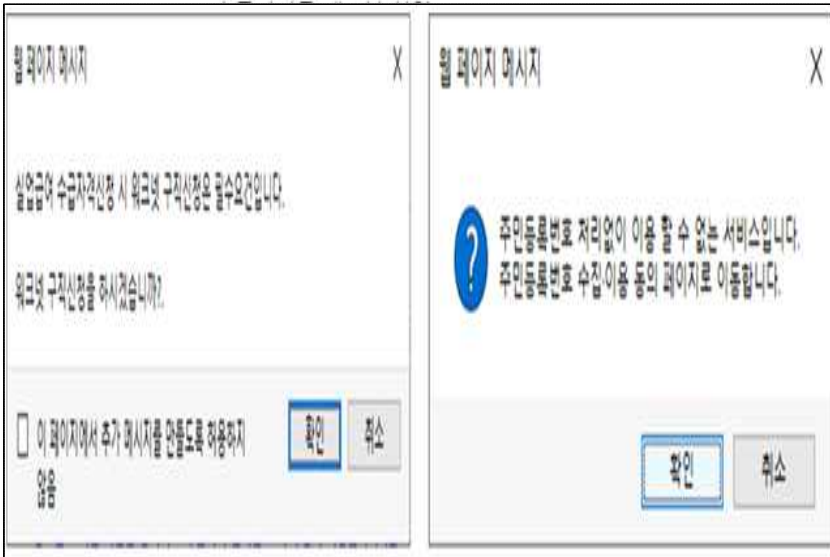 웹 페이지 메시지
X
실업급여 수급자격신청 시 워크넷 구직신청은 필수요건입니다.
워크넷 구직신청을 하시겠습니까?
이 페이지에서 추가 메시지를 만들도록 허용하지
않음
확인
취소
웹 페이지 메시지
X
?
주민등록번호 처리없이 이용 할 수 없는 서비스입니다.
주민등록번호 수집·이용 동의 페이지로 이동합니다.
확인
취소